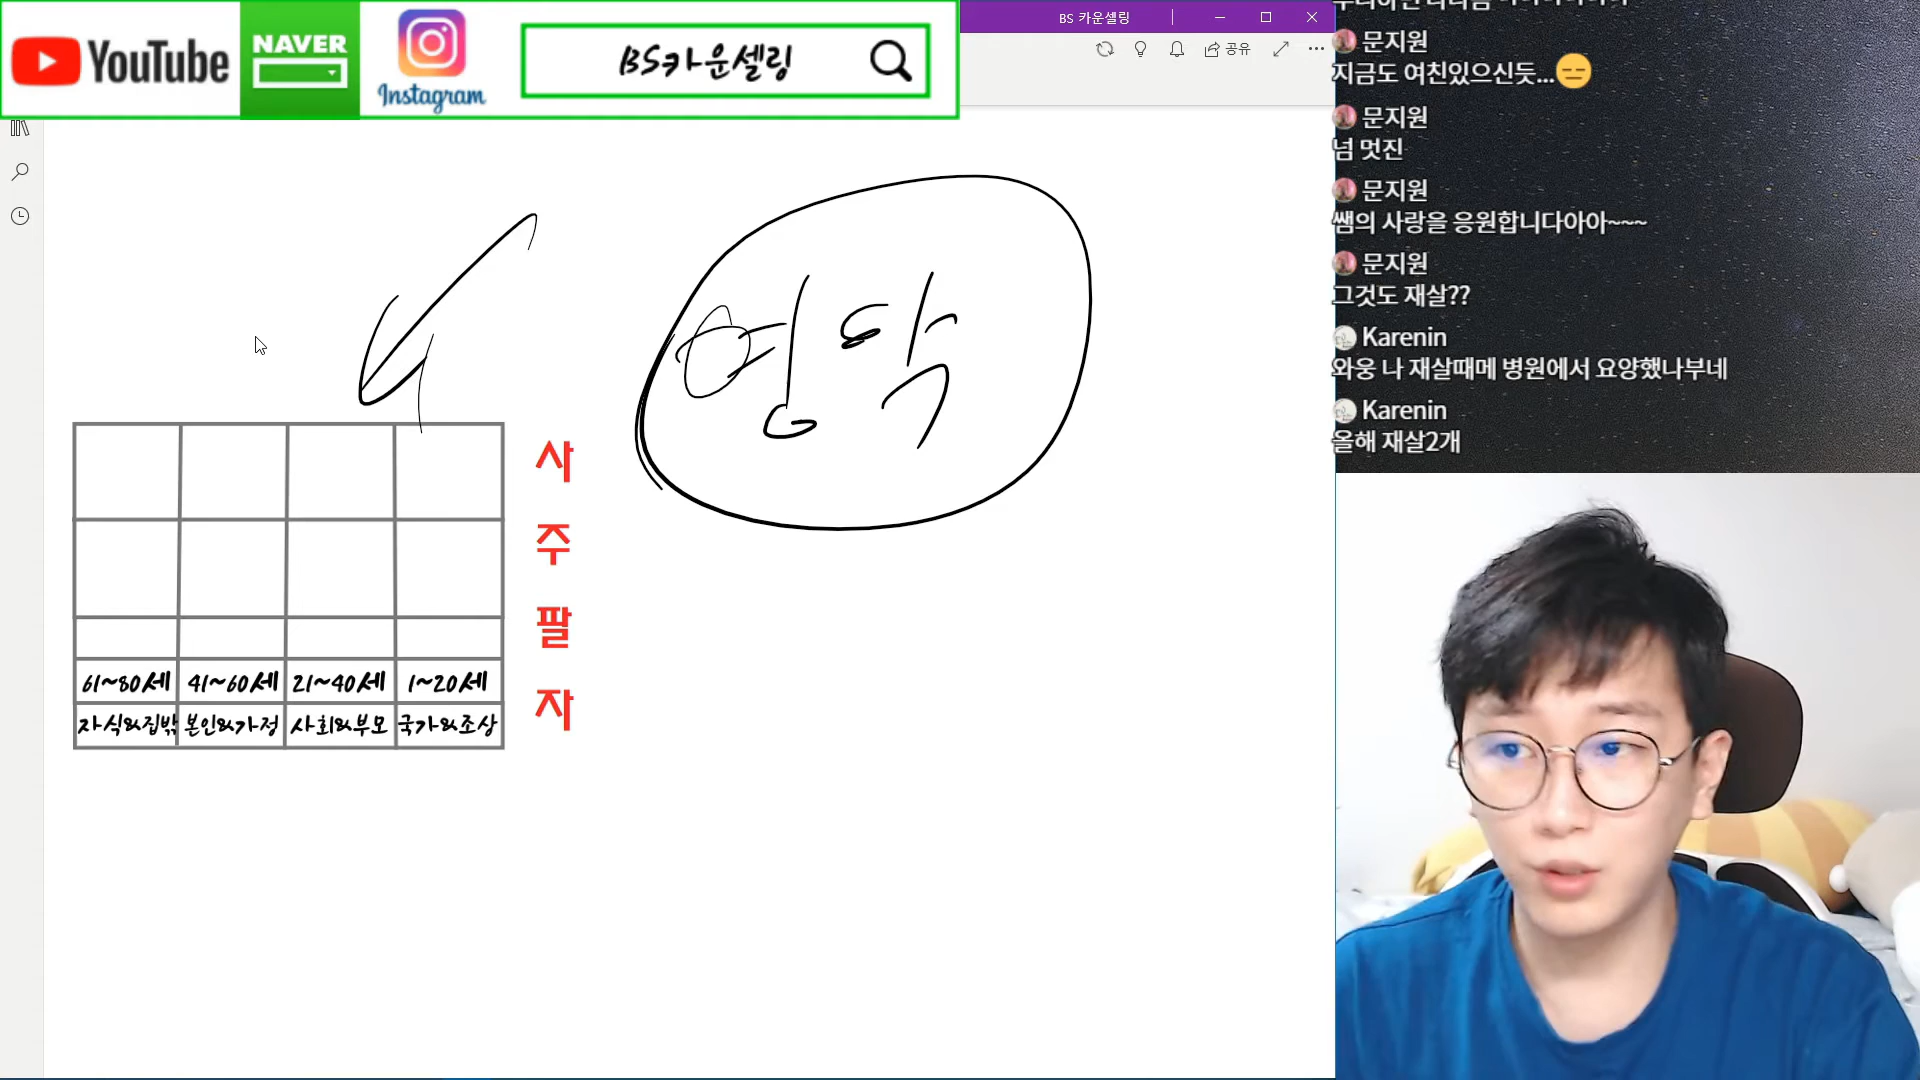 YouTube
NAVER
Instagram
BS카운셀링
BS 카운셀링
공유
영탁
사
주
팔
자
61~80세 41~60세 21~40세 1~20세
자식&집밖 본인&가정 사회&부모 국가&조상
문지원
지금도 여친있으신듯...😑
문지원
넘 멋진
문지원
쌤의 사랑을 응원합니다아아~~~
문지원
그것도 재살??
Karenin
와웅 나 재살때메 병원에서 요양했나부네
Karenin
올해 재살2개